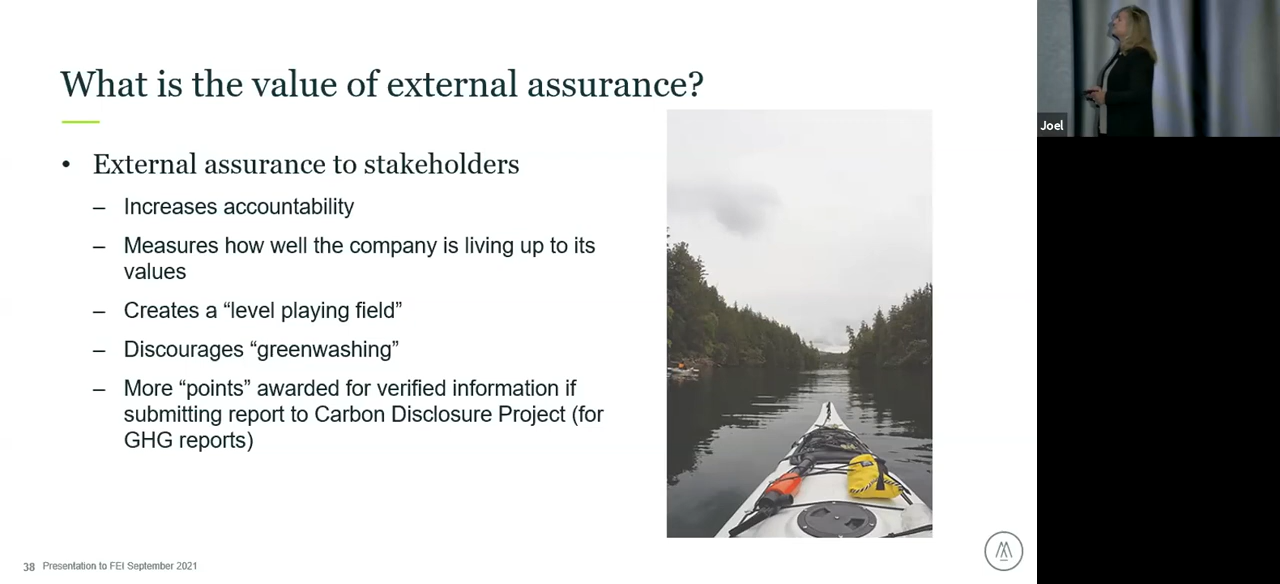 What is the value of external assurance?
• External assurance to stakeholders
– Increases accountability
– Measures how well the company is living up to its
values
– Creates a “level playing field”
– Discourages “greenwashing”
– More “points” awarded for verified information if
submitting report to Carbon Disclosure Project (for
GHG reports)
38 Presentation to FEI September 2021
Joel